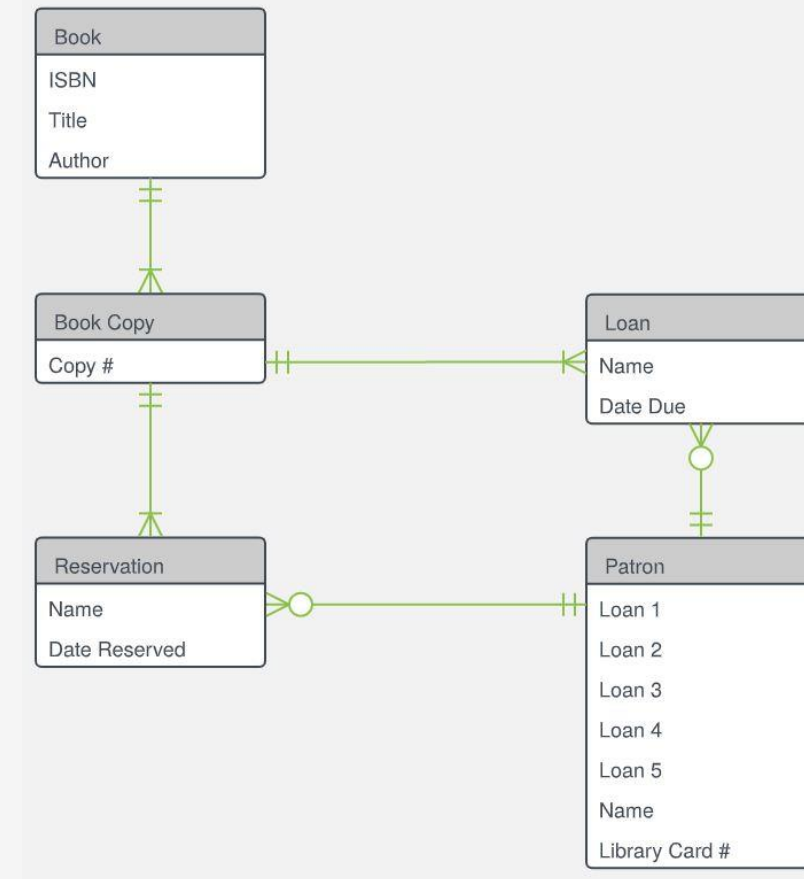 Book
ISBN
Title
Author
Book Copy
Copy #
Loan
Name
Date Due
Reservation
Name
Date Reserved
Patron
Loan 1
Loan 2
Loan 3
Loan 4
Loan 5
Name
Library Card #